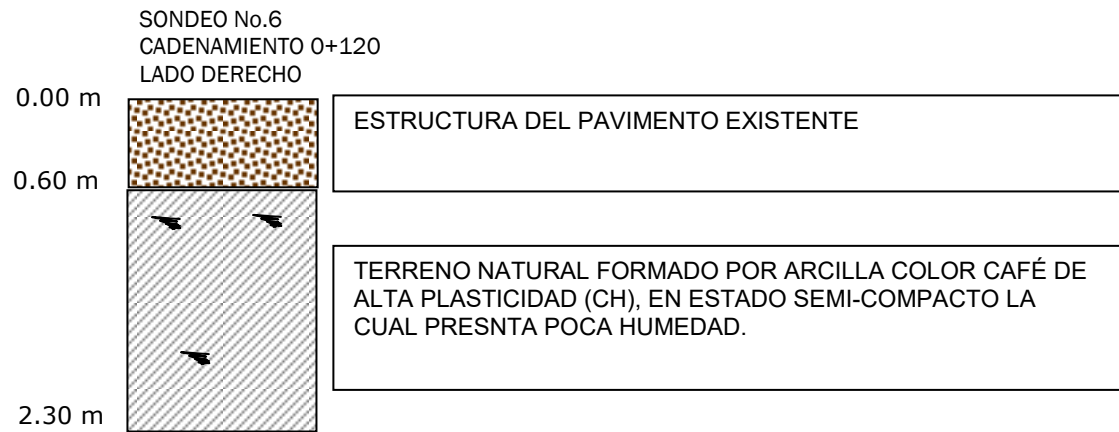 SONDEO No.6
CADENAMIENTO 0+120
LADO DERECHO
0.00 m
ESTRUCTURA DEL PAVIMENTO EXISTENTE
0.60 m
TERRENO NATURAL FORMADO POR ARCILLA COLOR CAFÉ DE
ALTA PLASTICIDAD (CH), EN ESTADO SEMI-COMPACTO LA
CUAL PRESNTA POCA HUMEDAD.
2.30 m